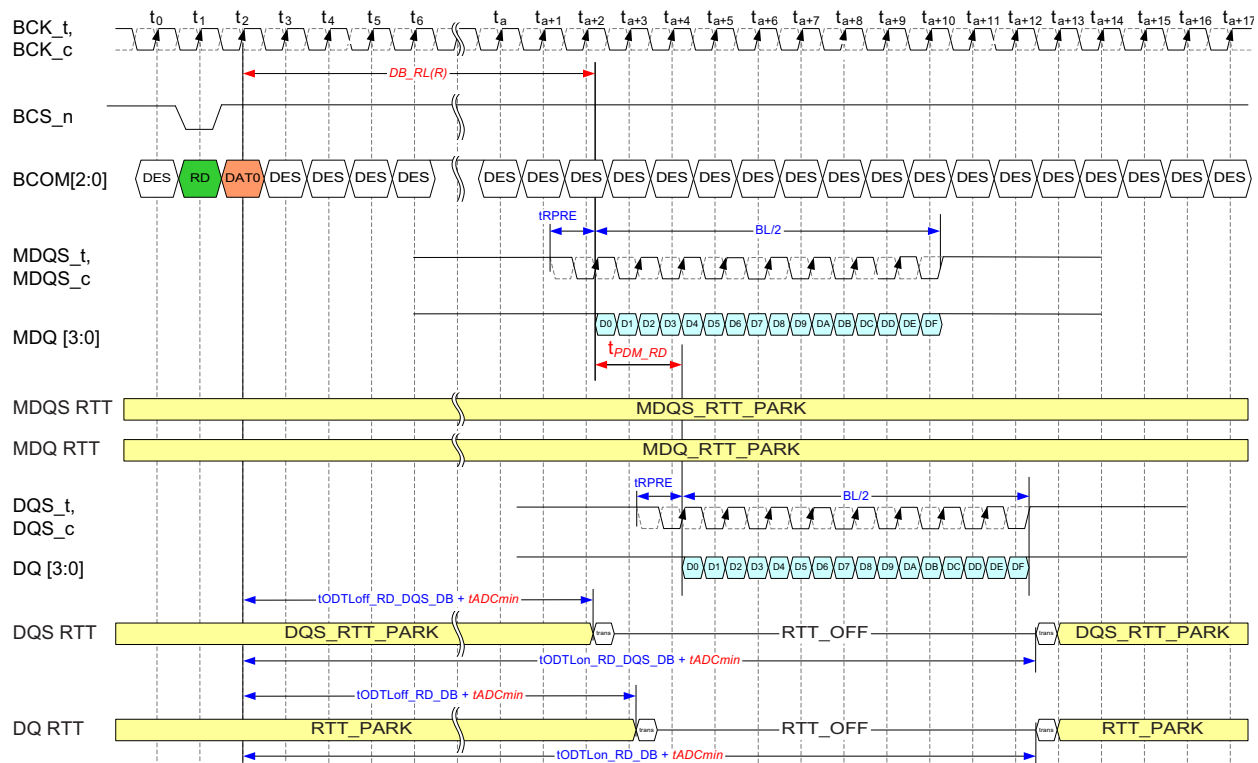 t0 t1 t2 t3 t4 t5 t6 ta ta+1 ta+2 ta+3 ta+4 ta+5 ta+6 ta+7 ta+8 ta+9 ta+10 ta+11 ta+12 ta+13 ta+14 ta+15 ta+16 ta+17
BCK_t,
BCK_c
DB_RL(R)
BCS_n
BCOM[2:0] DES RD DAT0 DES DES DES DES DES DES DES DES DES DES DES DES DES DES DES DES DES DES DES DES DES DES
tRPRE BL/2
MDQS_t,
MDQS_c
MDQ [3:0] D0 D1 D2 D3 D4 D5 D6 D7 D8 D9 DA DB DC DD DE DF
tPDM_RD
MDQS RTT MDQS_RTT_PARK
MDQ RTT MDQ_RTT_PARK
tRPRE BL/2
DQS_t,
DQS_c
DQ [3:0] D0 D1 D2 D3 D4 D5 D6 D7 D8 D9 DA DB DC DD DE DF
tODTLoff_RD_DQS_DB + tADCmin
DQS RTT DQS_RTT_PARK trans RTT_OFF trans DQS_RTT_PARK
tODTLon_RD_DQS_DB + tADCmin
tODTLoff_RD_DB + tADCmin
DQ RTT RTT_PARK trans RTT_OFF trans RTT_PARK
tODTLon_RD_DB + tADCmin